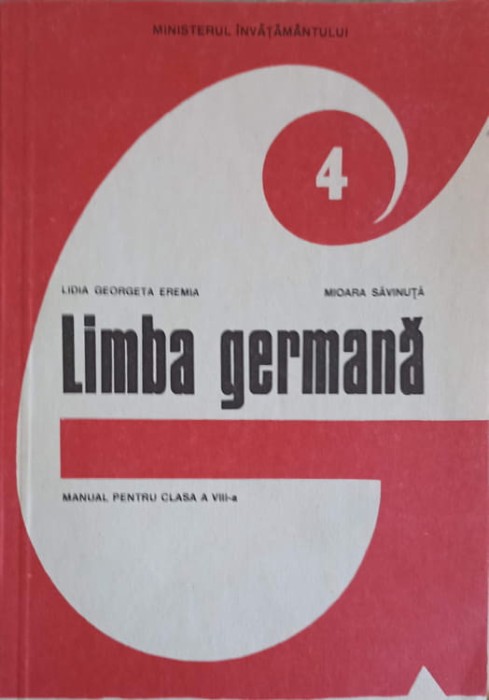 MINISTERUL ÎNVĂȚĂMÂNTULUI
4
LIDIA GEORGETA EREMIA
MIOARA SĂVINUȚĂ
Limba germană
MANUAL PENTRU CLASA A VIII-a